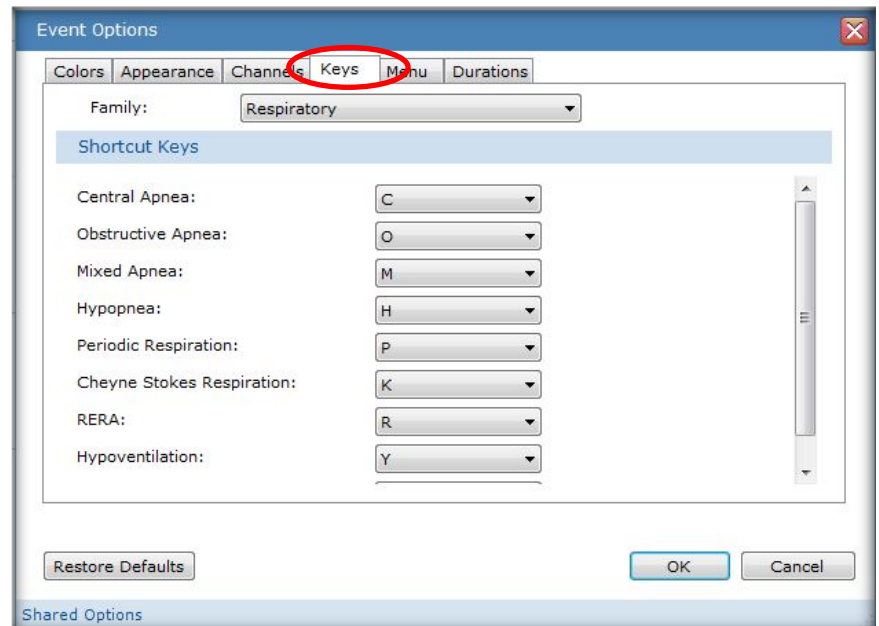 Event Options
Colors Appearance Channels Keys Menu Durations
Family: Respiratory
Shortcut Keys
Central Apnea: C
Obstructive Apnea: O
Mixed Apnea: M
Hypopnea: H
Periodic Respiration: P
Cheyne Stokes Respiration: K
RERA: R
Hypoventilation: Y
Restore Defaults OK Cancel
Shared Options